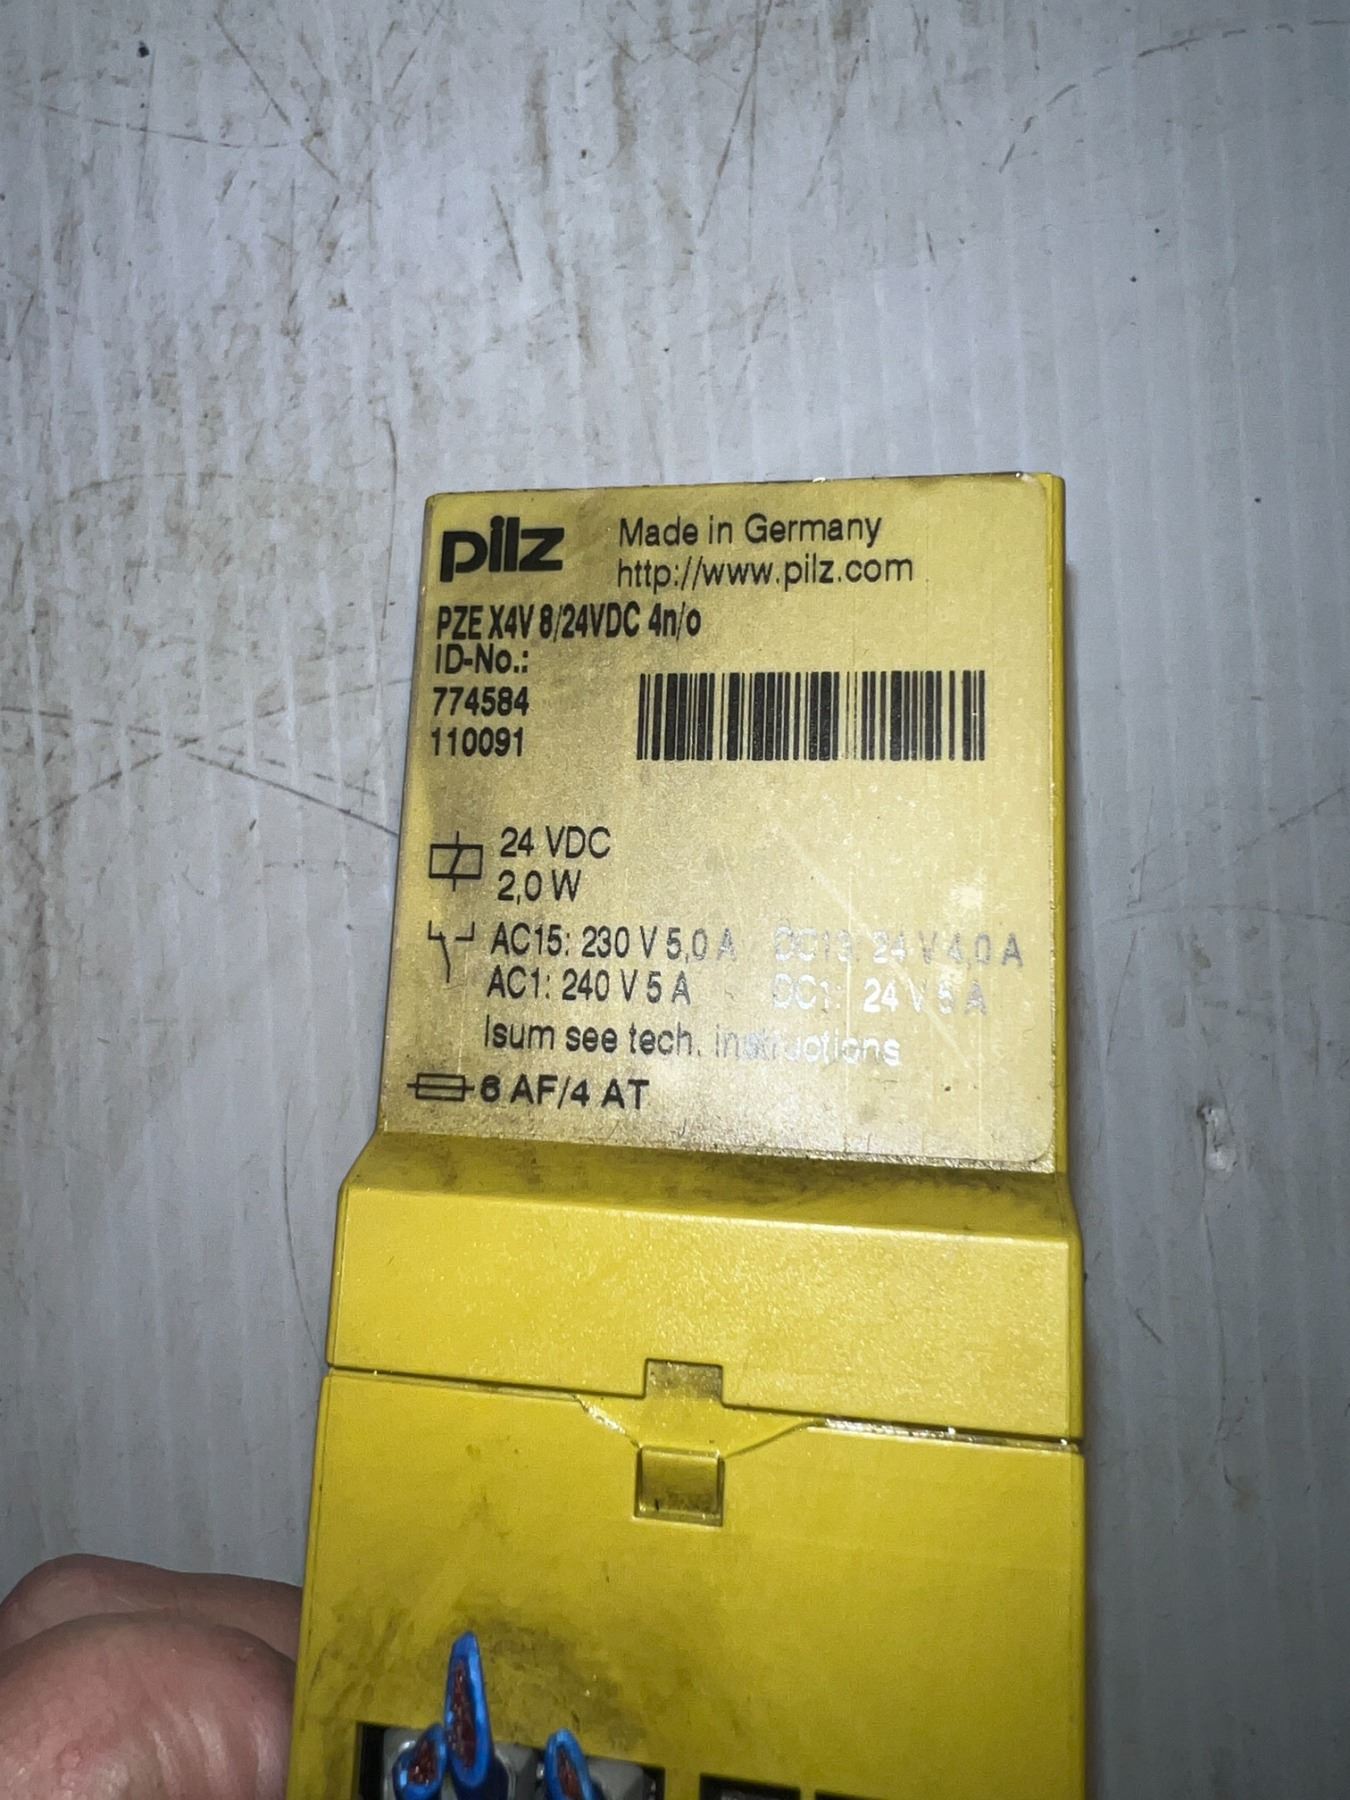 pilz
Made in Germany
http://www.pilz.com
PZE X4V 8/24VDC 4n/o
ID-No.:
774584
110091
24 VDC
2,0 W
AC15: 230 V 5,0 A DC13: 24 V 4,0 A
AC1: 240 V 5 A DC1: 24 V 5 A
Isum see tech. instructions
6 AF/4 AT